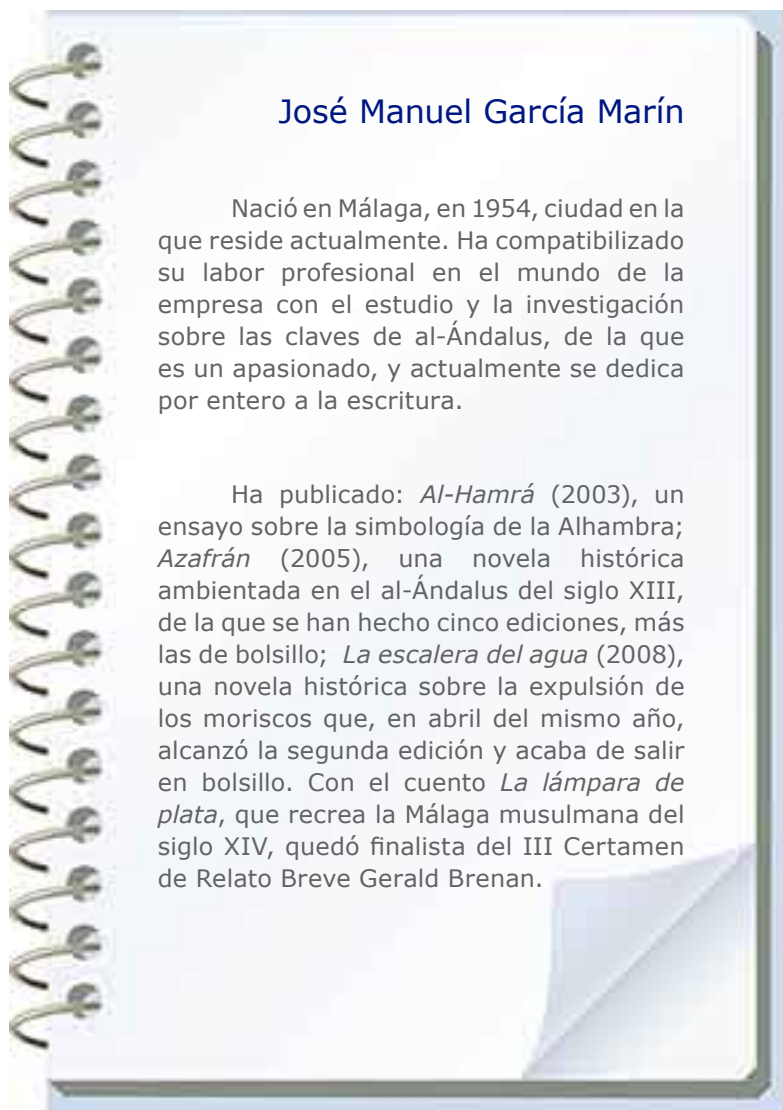 José Manuel García Marín
Nació en Málaga, en 1954, ciudad en la
que reside actualmente. Ha compatibilizado
su labor profesional en el mundo de la
empresa con el estudio y la investigación
sobre las claves de al-Ándalus, de la que
es un apasionado, y actualmente se dedica
por entero a la escritura.
Ha publicado: Al-Hamrá (2003), un
ensayo sobre la simbología de la Alhambra;
Azafrán (2005), una novela histórica
ambientada en el al-Ándalus del siglo XIII,
de la que se han hecho cinco ediciones, más
las de bolsillo; La escalera del agua (2008),
una novela histórica sobre la expulsión de
los moriscos que, en abril del mismo año,
alcanzó la segunda edición y acaba de salir
en bolsillo. Con el cuento La lámpara de
plata, que recrea la Málaga musulmana del
siglo XIV, quedó finalista del III Certamen
de Relato Breve Gerald Brenan.